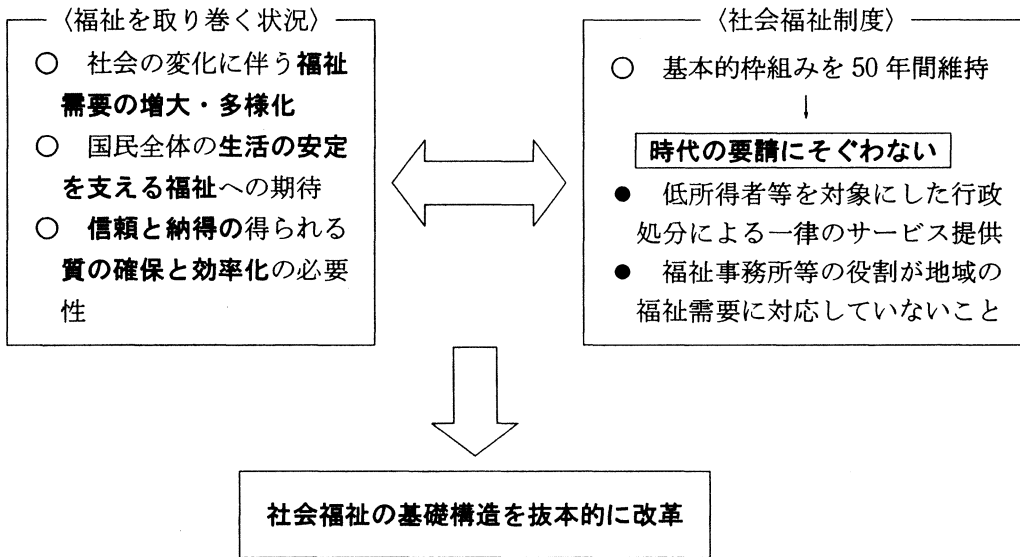 〈福祉を取り巻く状況〉
○ 社会の変化に伴う福祉
需要の増大・多様化
○ 国民全体の生活の安定
を支える福祉への期待
○ 信頼と納得の得られる
質の確保と効率化の必要
性
〈社会福祉制度〉
○ 基本的枠組みを 50 年間維持
↓
時代の要請にそぐわない
● 低所得者等を対象にした行政
処分による一律のサービス提供
● 福祉事務所等の役割が地域の
福祉需要に対応していないこと
社会福祉の基礎構造を抜本的に改革